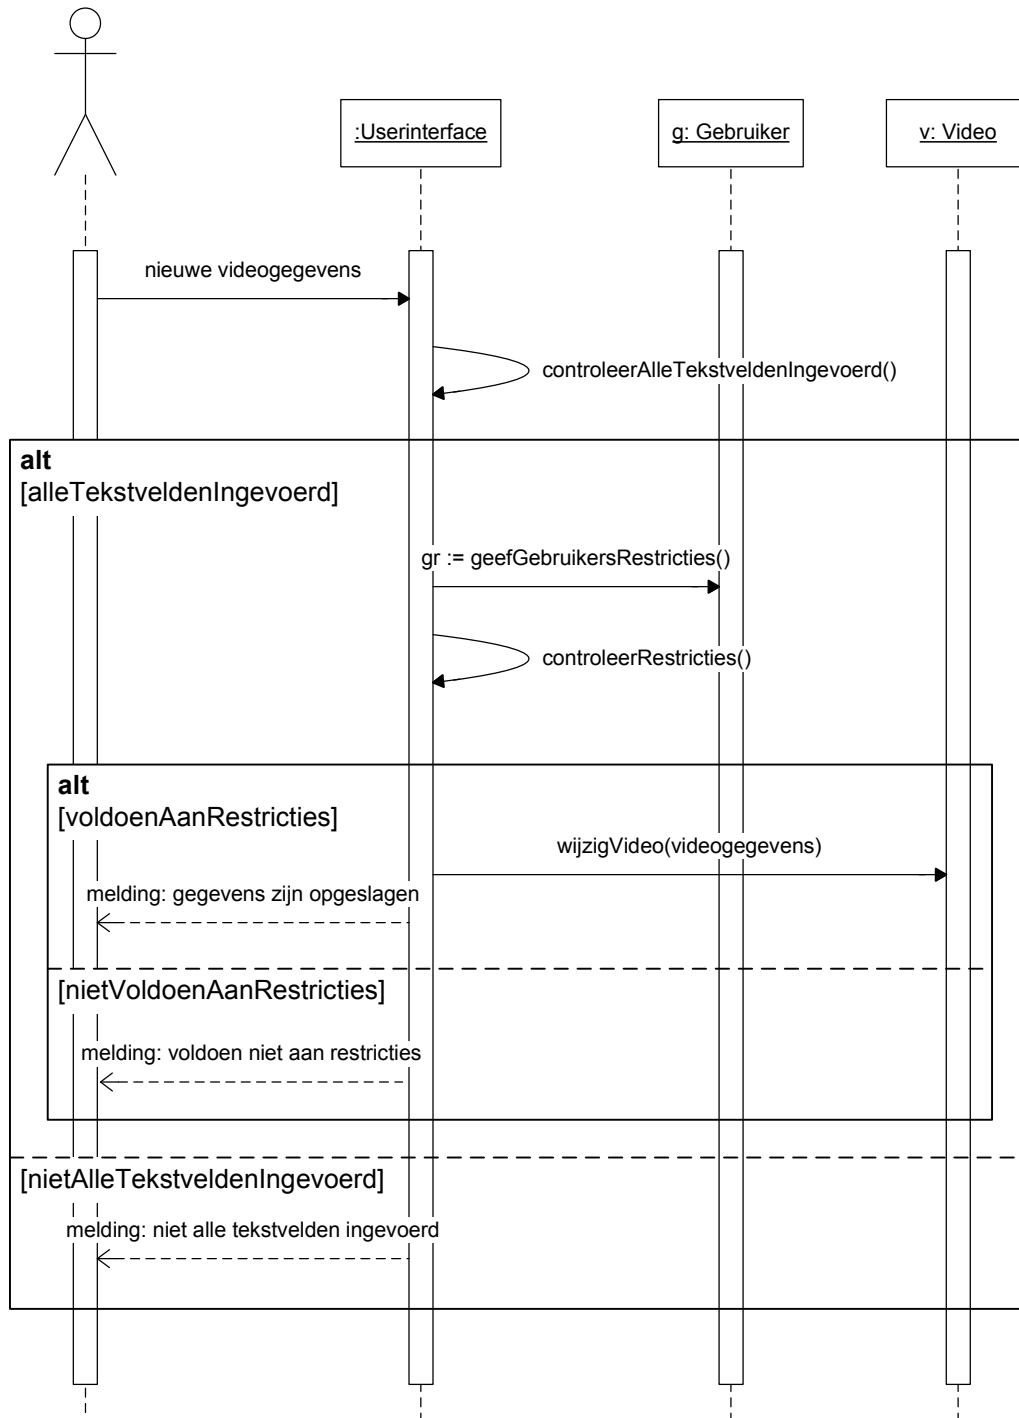 :Userinterface
g: Gebruiker
v: Video
nieuwe videogegevens
controleerAlleTekstveldenIngevoerd()
alt
[alleTekstveldenIngevoerd]
gr := geefGebruikersRestricties()
controleerRestricties()
alt
[voldoenAanRestricties]
wijzigVideo(videogegevens)
melding: gegevens zijn opgeslagen
[nietVoldoenAanRestricties]
melding: voldoen niet aan restricties
[nietAlleTekstveldenIngevoerd]
melding: niet alle tekstvelden ingevoerd